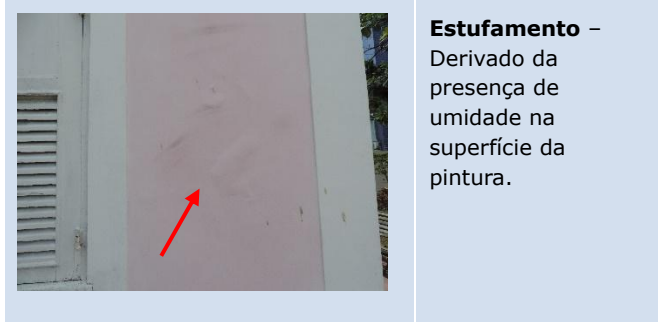 Estufamento –
Derivado da
presença de
umidade na
superfície da
pintura.